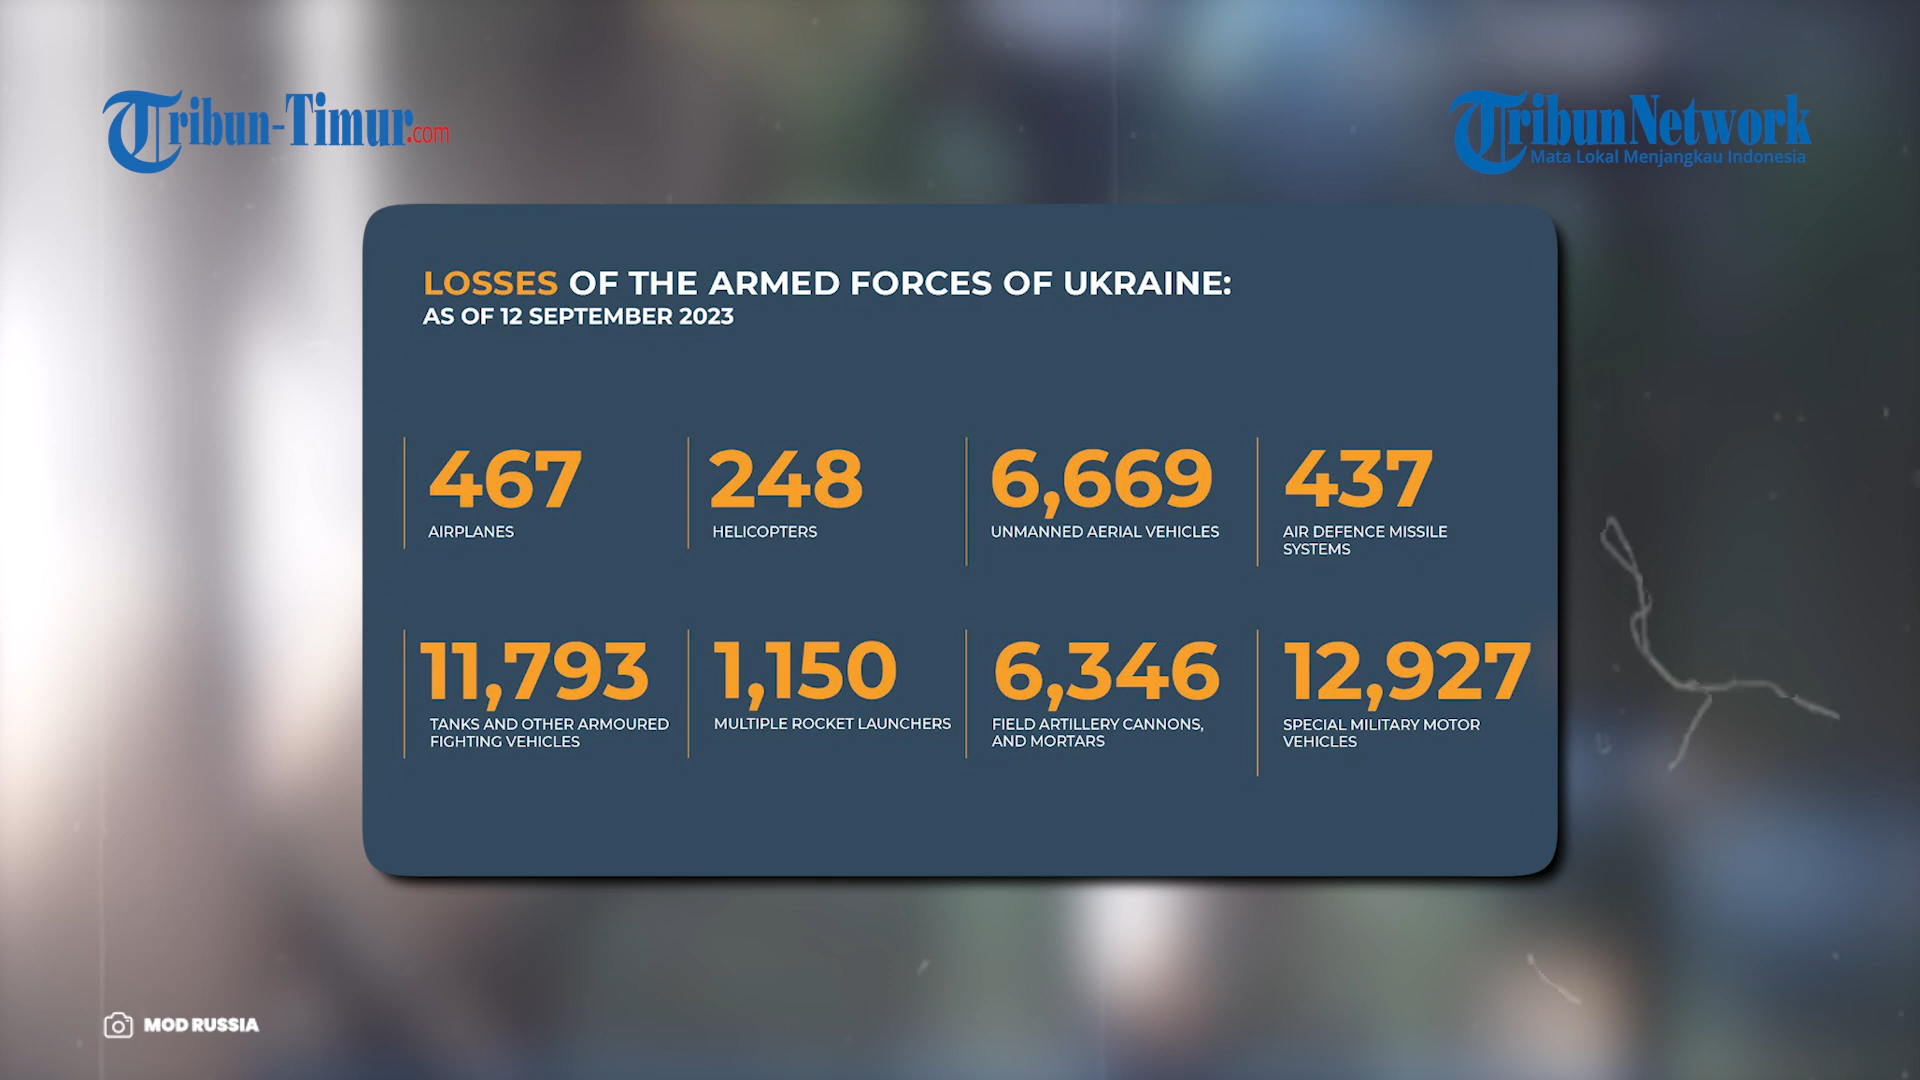 Tribun-Timur.com
TribunNetwork
Mata Lokal Menjangkau Indonesia
LOSSES OF THE ARMED FORCES OF UKRAINE:
AS OF 12 SEPTEMBER 2023
467
AIRPLANES
248
HELICOPTERS
6,669
UNMANNED AERIAL VEHICLES
437
AIR DEFENCE MISSILE
SYSTEMS
11,793
TANKS AND OTHER ARMOURED
FIGHTING VEHICLES
1,150
MULTIPLE ROCKET LAUNCHERS
6,346
FIELD ARTILLERY CANNONS,
AND MORTARS
12,927
SPECIAL MILITARY MOTOR
VEHICLES
MOD RUSSIA